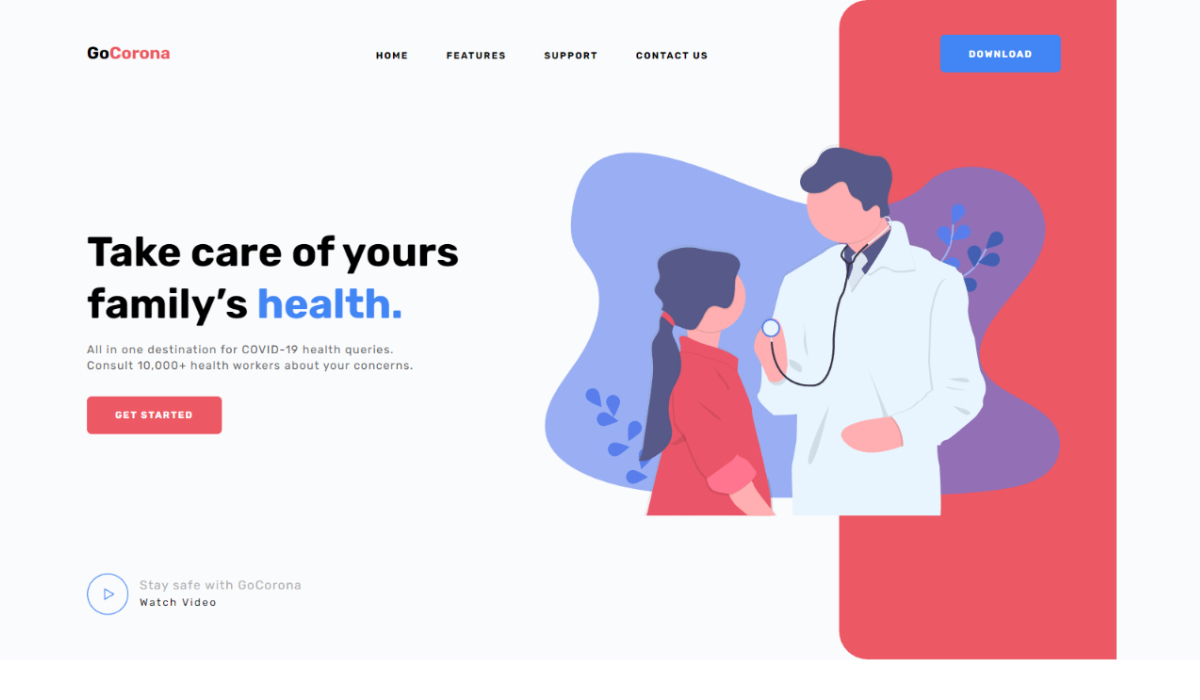 GoCorona
HOME FEATURES SUPPORT CONTACT US
DOWNLOAD
Take care of yours
family’s health.
All in one destination for COVID-19 health queries.
Consult 10,000+ health workers about your concerns.
GET STARTED
Stay safe with GoCorona
Watch Video